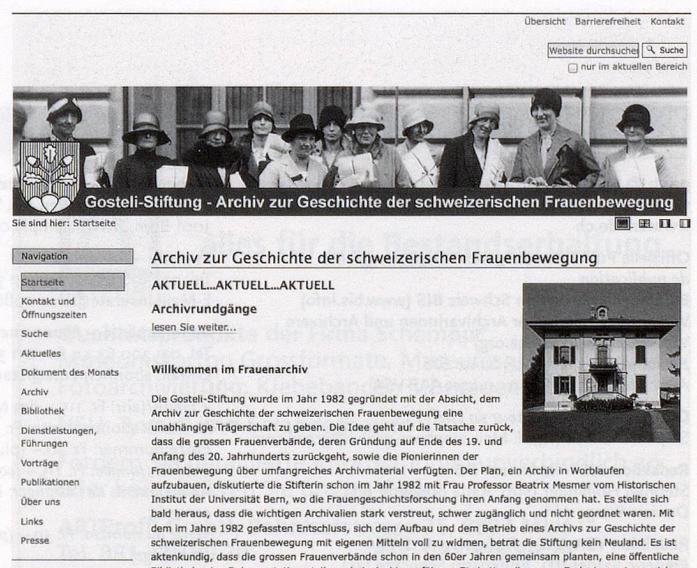 Übersicht Barrierefreiheit Kontakt
Website durchsuchen Suche
nur im aktuellen Bereich
Gosteli-Stiftung - Archiv zur Geschichte der schweizerischen Frauenbewegung
Sie sind hier: Startseite
Navigation
Startseite
Kontakt und
Öffnungszeiten
Suche
Aktuelles
Dokument des Monats
Archiv
Bibliothek
Dienstleistungen,
Führungen
Vorträge
Publikationen
Über uns
Links
Presse
Archiv zur Geschichte der schweizerischen Frauenbewegung
AKTUELL...AKTUELL...AKTUELL
Archivrundgänge
lesen Sie weiter...
Willkommen im Frauenarchiv
Die Gosteli-Stiftung wurde im Jahr 1982 gegründet mit der Absicht, dem
Archiv zur Geschichte der schweizerischen Frauenbewegung eine
unabhängige Trägerschaft zu geben. Die Idee geht auf die Tatsache zurück,
dass die grossen Frauenverbände, deren Gründung auf Ende des 19. und
Anfang des 20. Jahrhunderts zurückgeht, sowie die Pionierinnen der
Frauenbewegung über umfangreiches Archivmaterial verfügten. Der Plan, ein Archiv in Worblaufen
aufzubauen, diskutierte die Stifterin schon im Jahr 1982 mit Frau Professor Beatrix Mesmer vom Historischen
Institut der Universität Bern, wo die Frauengeschichtsforschung ihren Anfang genommen hat. Es stellte sich
bald heraus, dass die wichtigen Archivalien stark verstreut, schwer zugänglich und nicht geordnet waren. Mit
dem im Jahre 1982 gefassten Entschluss, sich dem Aufbau und dem Betrieb eines Archivs zur Geschichte der
schweizerischen Frauenbewegung mit eigenen Mitteln voll zu widmen, betrat die Stiftung kein Neuland. Es ist
aktenkundig, dass die grossen Frauenverbände schon in den 60er Jahren gemeinsam planten, eine öffentliche